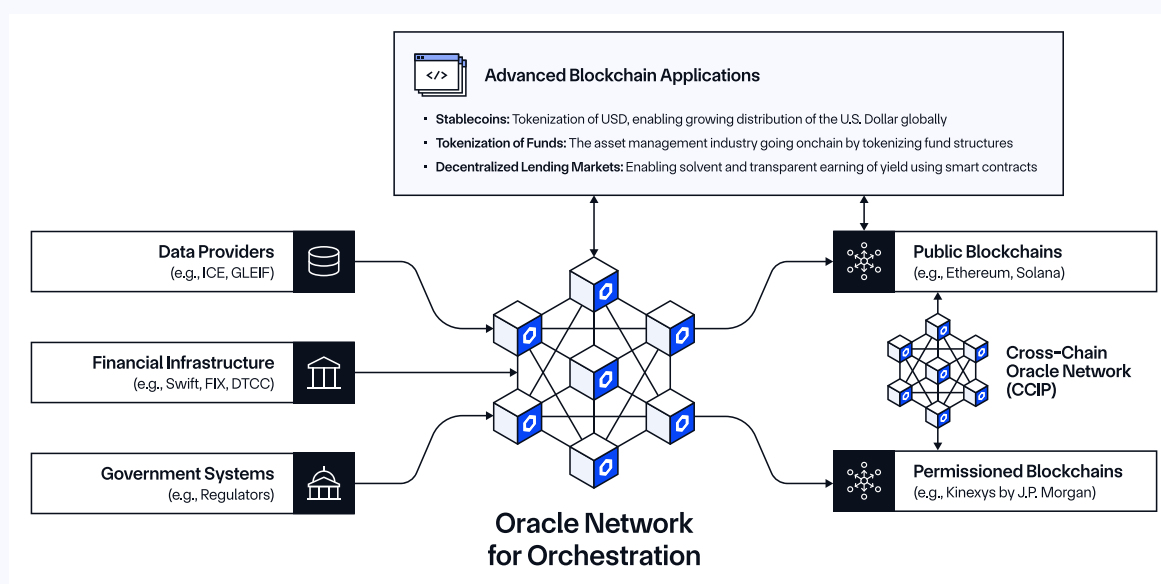 </>
Advanced Blockchain Applications
· Stablecoins: Tokenization of USD, enabling growing distribution of the U.S. Dollar globally
· Tokenization of Funds: The asset management industry going onchain by tokenizing fund structures
· Decentralized Lending Markets: Enabling solvent and transparent earning of yield using smart contracts
Data Providers
(e.g., ICE, GLEIF)
Financial Infrastructure
(e.g., Swift, FIX, DTCC)
Government Systems
(e.g., Regulators)
Oracle Network
for Orchestration
Public Blockchains
(e.g., Ethereum, Solana)
Cross-Chain
Oracle Network
(CCIP)
Permissioned Blockchains
(e.g., Kinexys by J.P. Morgan)